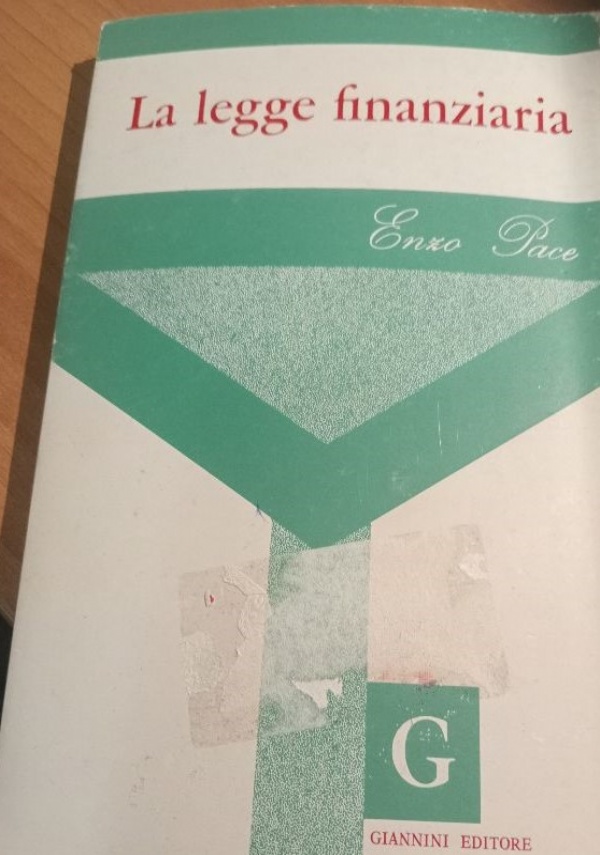 La legge finanziaria
Enzo Pace
G
GIANNINI EDITORE